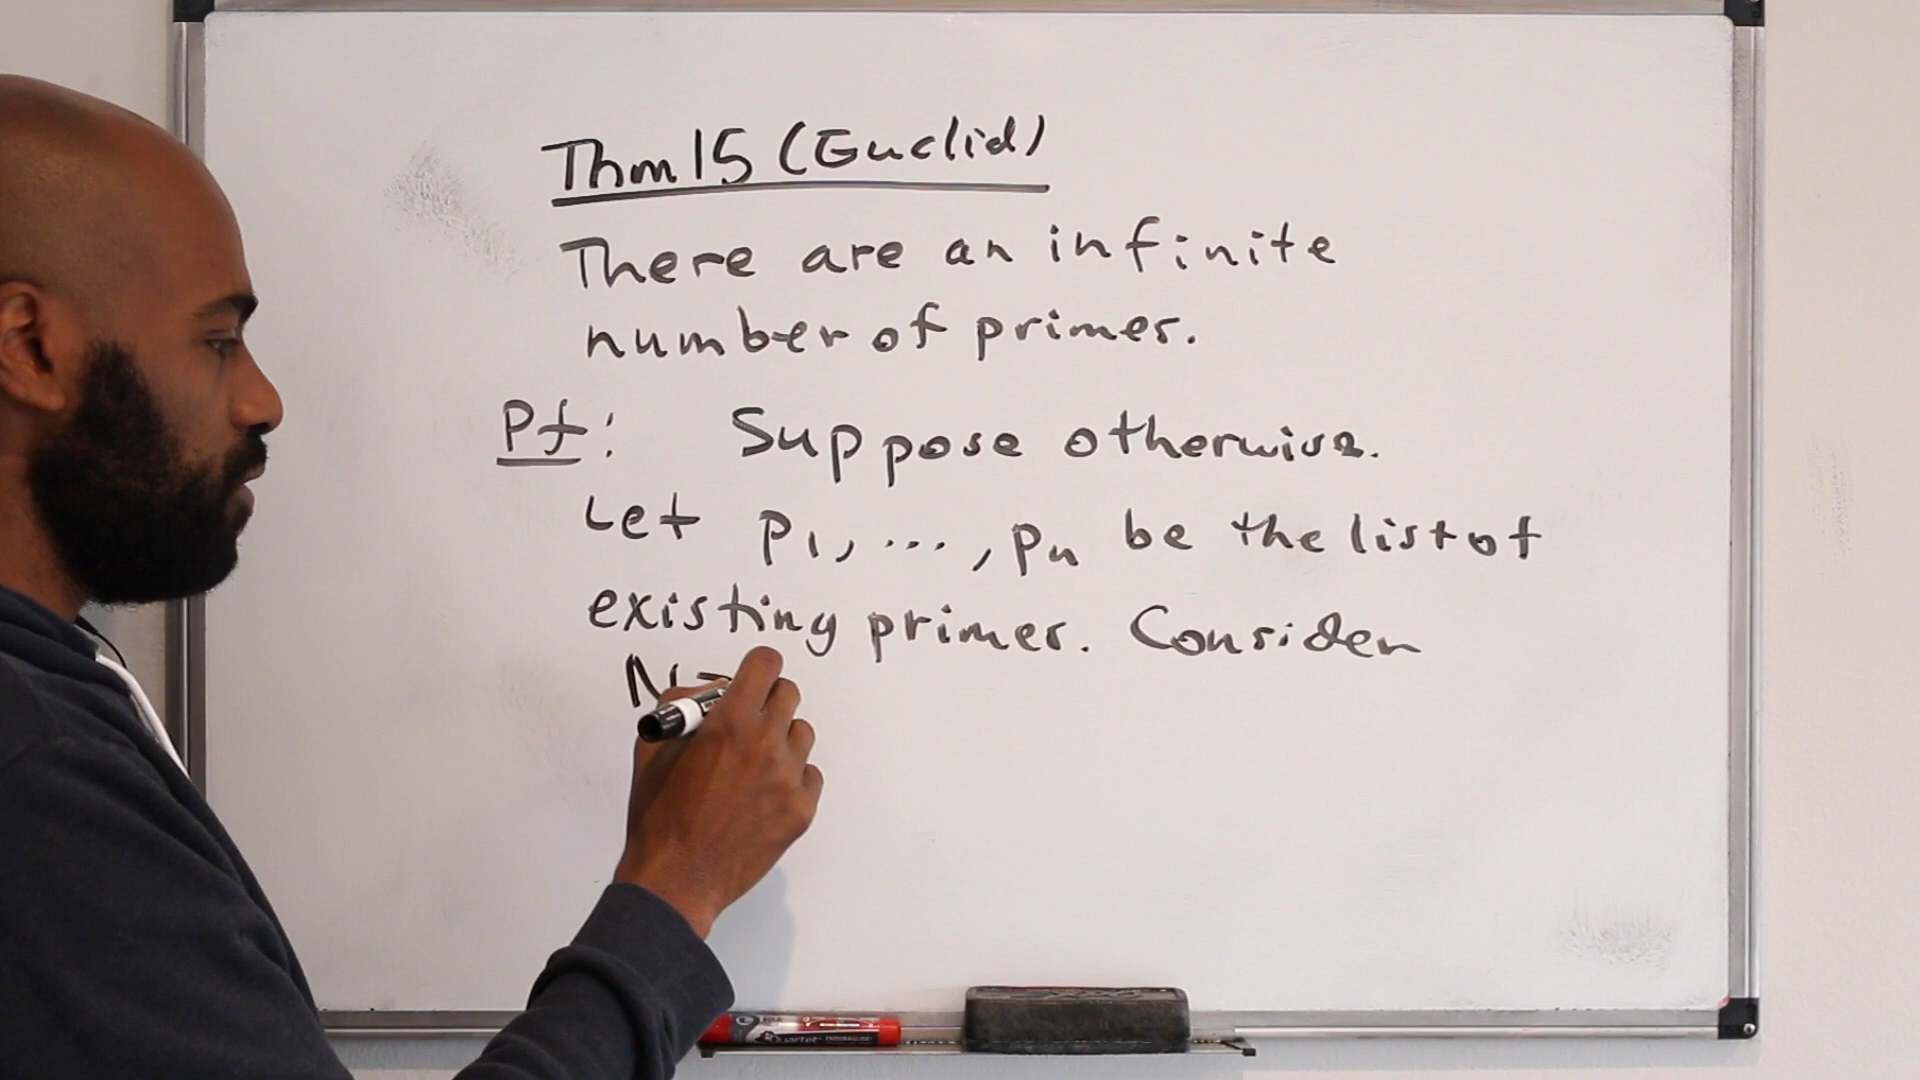 Thm 15 (Euclid)
There are an infinite
number of primes.
Pf: Suppose otherwise.
Let p₁, ..., pₙ be the list of
existing primes. Consider
N =
Quartet